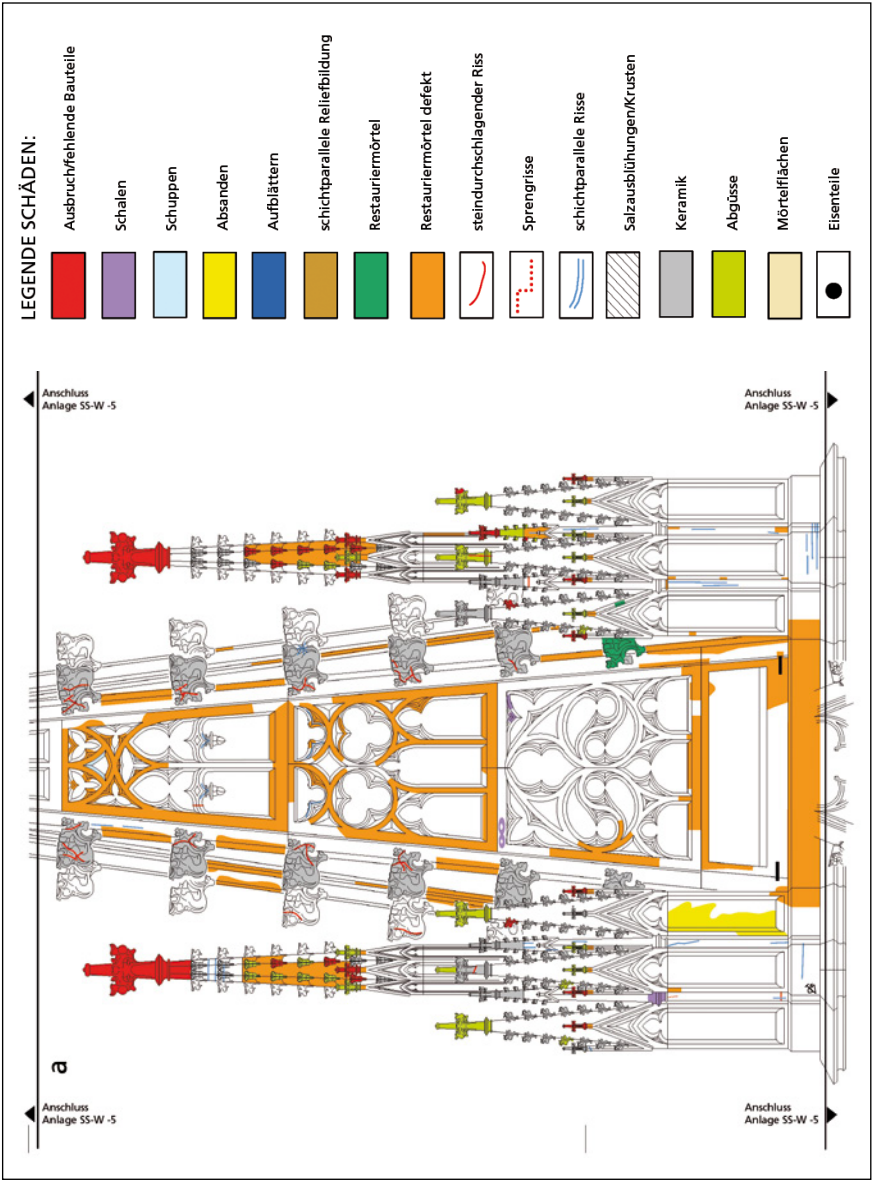 LEGENDE SCHÄDEN:
Ausbruch/fehlende Bauteile
Schalen
Schuppen
Absanden
Aufblättern
schichtparallele Reliefbildung
Restauriermörtel
Restauriermörtel defekt
steindurchschlagender Riss
Sprengrisse
schichtparallele Risse
Salzausblühungen/Krusten
Keramik
Abgüsse
Mörtelflächen
Eisenteile
Anschluss
Anlage SS-W -5
Anschluss
Anlage SS-W -5
a
Anschluss
Anlage SS-W -5
Anschluss
Anlage SS-W -5